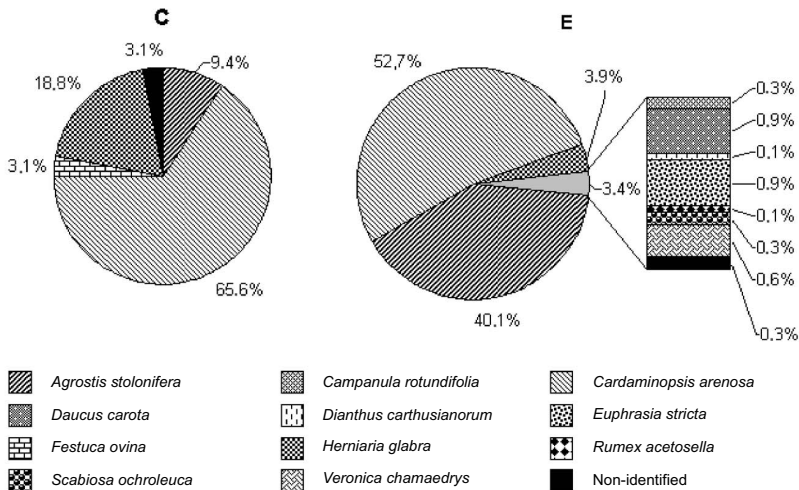 C
E
3.1%
9.4%
18,8%
3,1%
65.6%
52,7%
3.9%
3.4%
40.1%
0.3%
0,9%
0.1%
0.9%
0.1%
0.3%
0.6%
0.3%
Agrostis stolonifera
Campanula rotundifolia
Cardaminopsis arenosa
Daucus carota
Dianthus carthusianorum
Euphrasia stricta
Festuca ovina
Herniaria glabra
Rumex acetosella
Scabiosa ochroleuca
Veronica chamaedrys
Non-identified